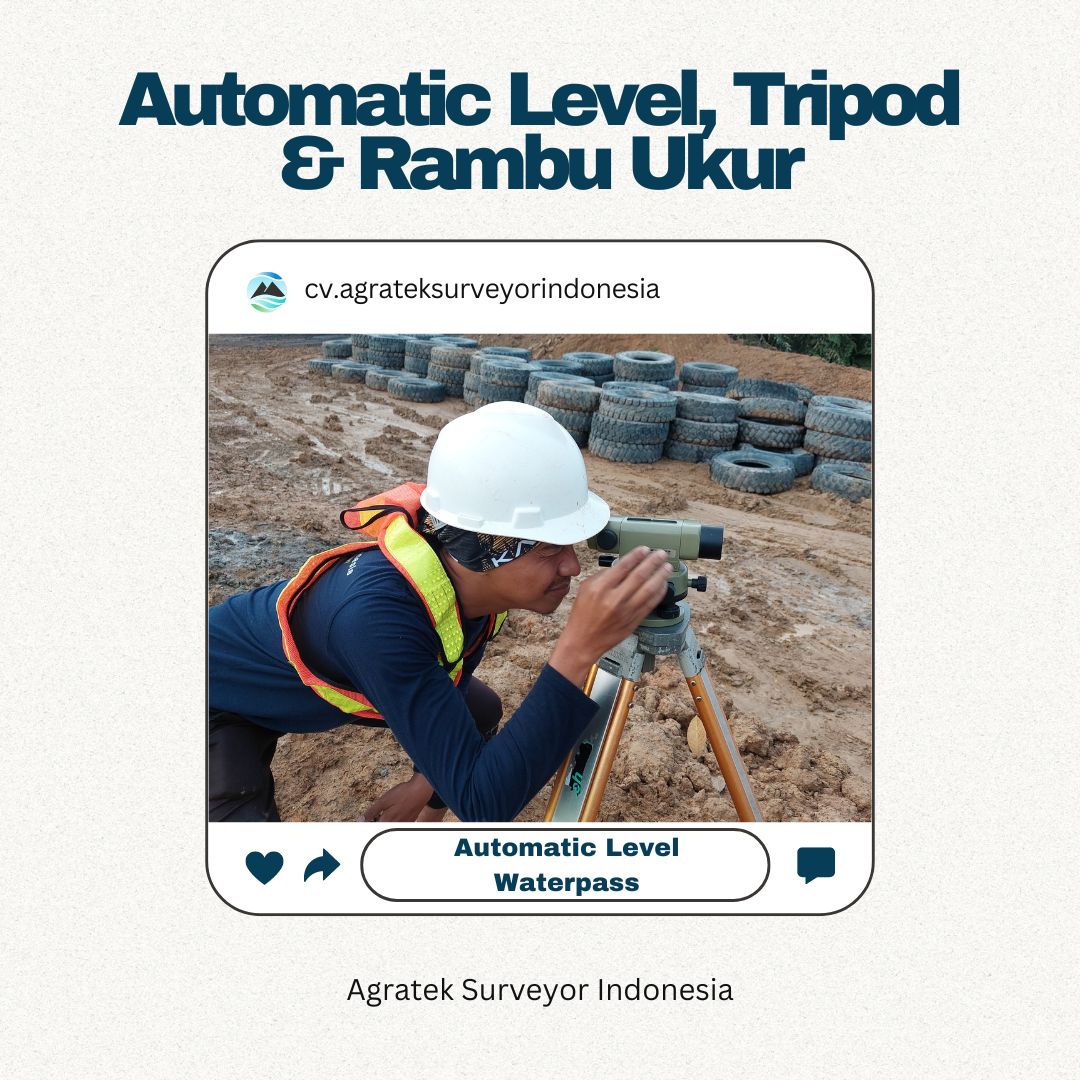 Automatic Level, Tripod
& Rambu Ukur
cv.agrateksurveyorindonesia
Automatic Level
Waterpass
Agratek Surveyor Indonesia